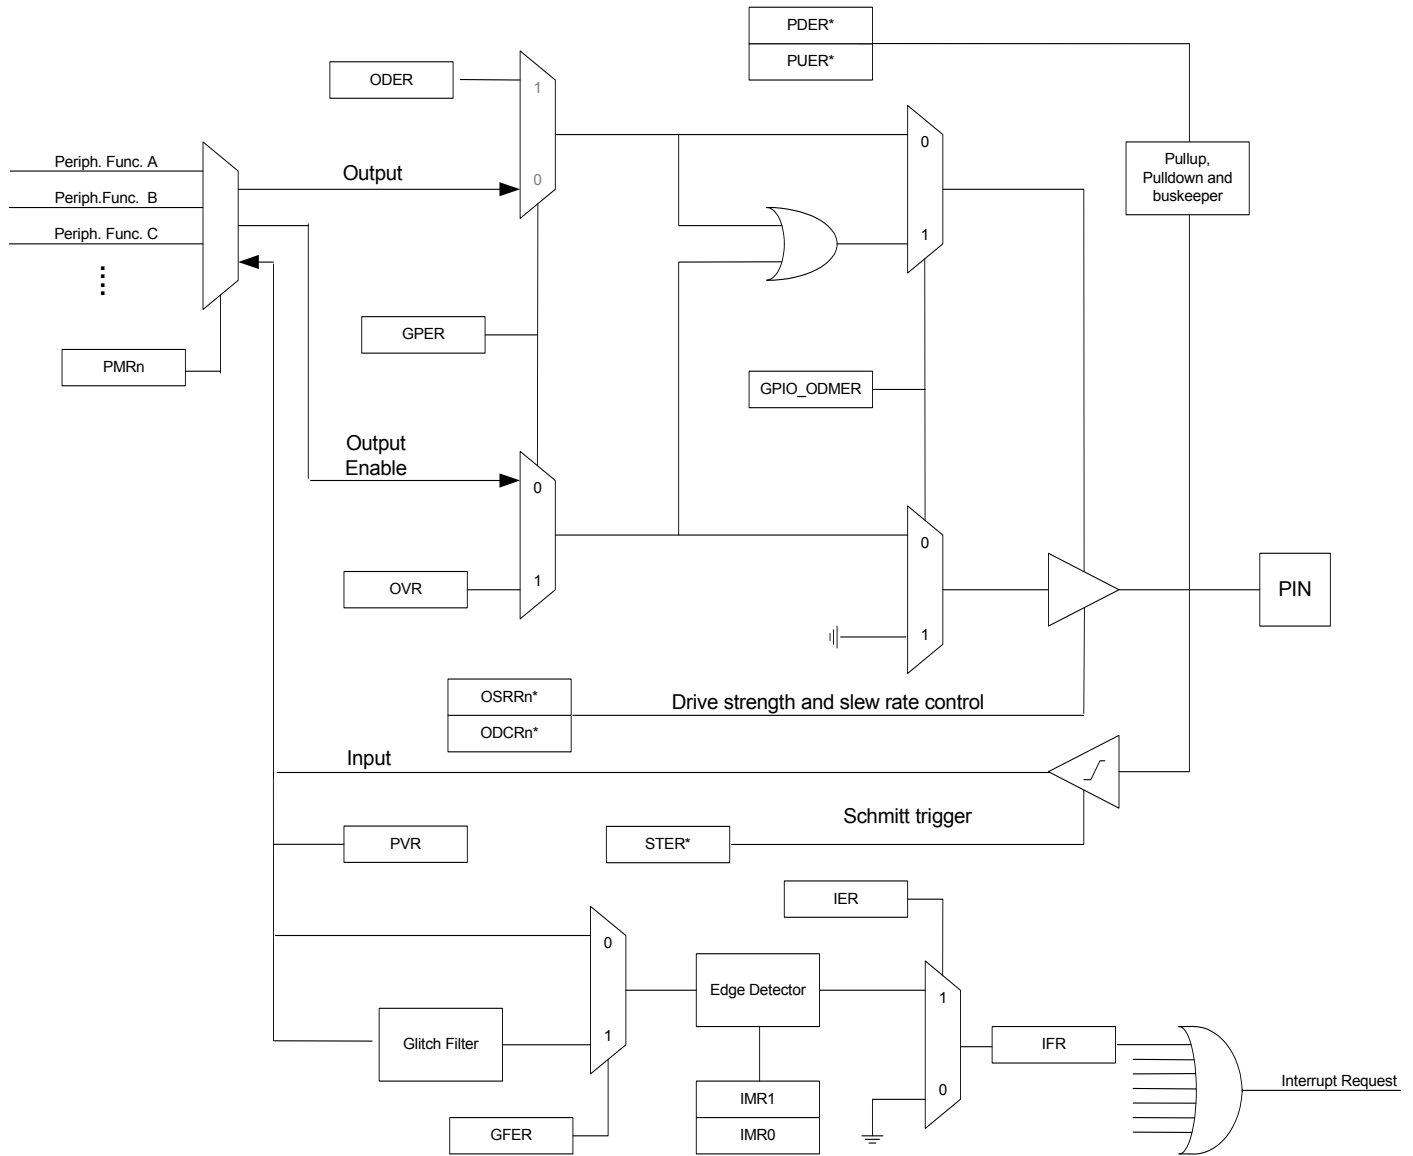 PDER*
PUER*
ODER
1
0
Periph. Func. A
Periph.Func. B
Periph. Func. C
Output
0
1
Pullup,
Pulldown and
buskeeper
GPER
PMRn
GPIO_ODMER
Output
Enable
0
1
OVR
0
1
PIN
OSRRn*
ODCRn*
Drive strength and slew rate control
Input
Schmitt trigger
PVR
STER*
IER
0
1
Edge Detector
1
0
Glitch Filter
IFR
Interrupt Request
IMR1
IMR0
GFER